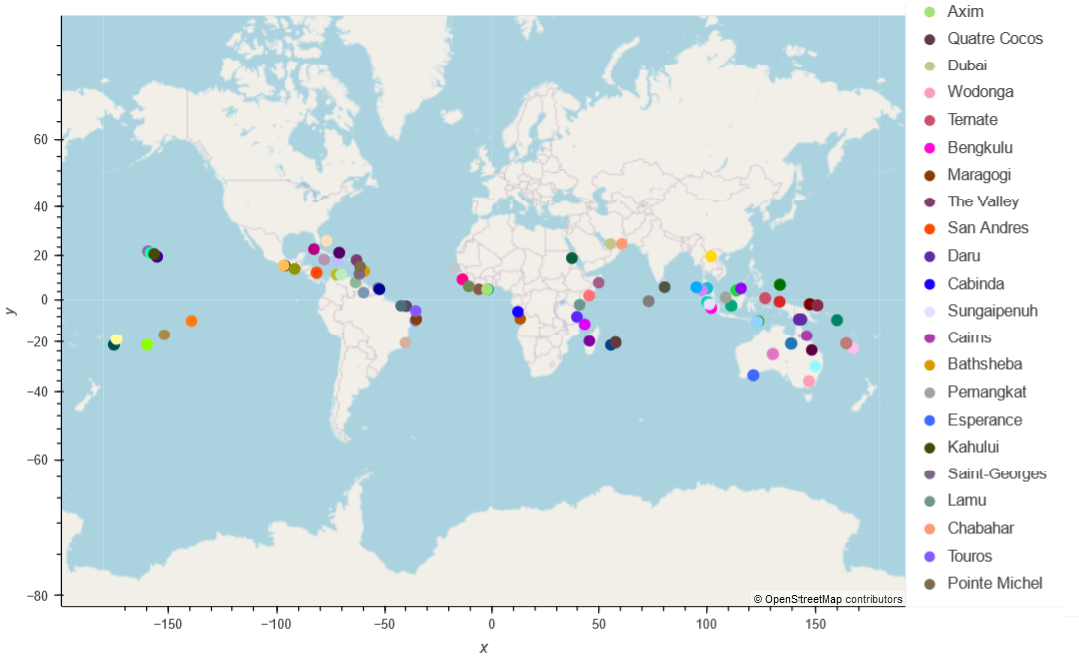 Axim
Quatre Cocos
Dubai
Wodonga
Ternate
Bengkulu
Maragogi
The Valley
San Andres
Daru
Cabinda
Sungaipenuh
Cairns
Bathsheba
Pemangkat
Esperance
Kahului
Saint-Georges
Lamu
Chabahar
Touros
Pointe Michel
60
40
20
0
−20
−40
−60
−80
y
© OpenStreetMap contributors
−150
−100
−50
0
50
100
150
x